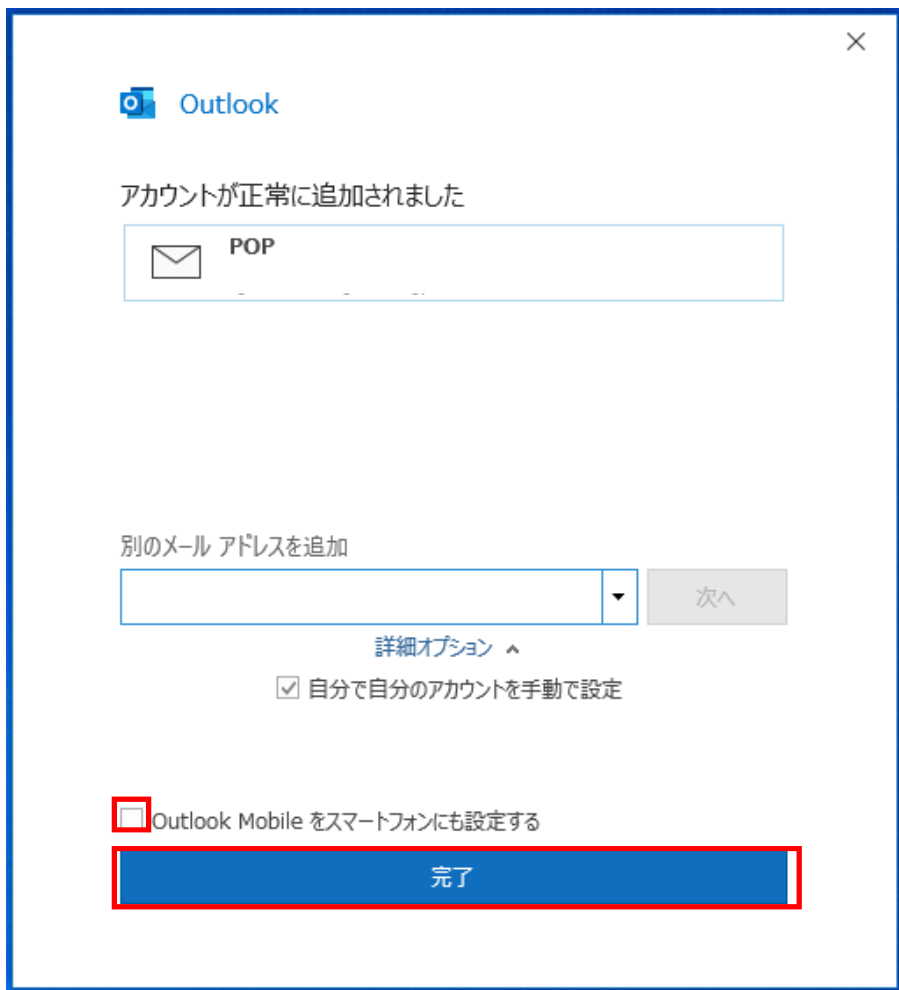 Outlook
アカウントが正常に追加されました
POP
別のメール アドレスを追加
次へ
詳細オプション
自分で自分のアカウントを手動で設定
Outlook Mobile をスマートフォンにも設定する
完了